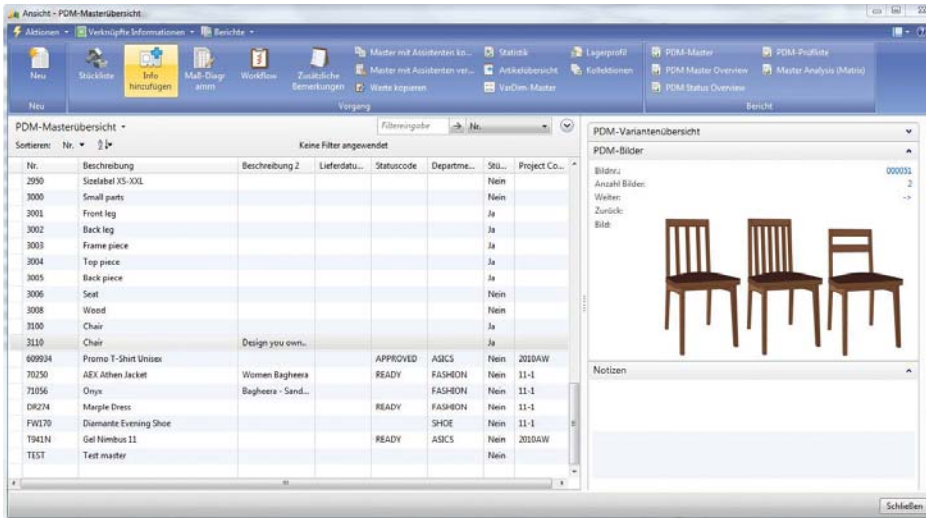 Ansicht - PDM-Masterübersicht
Aktionen Verknüpfte Informationen Berichte
Neu Stückliste Info hinzufügen Maß-Diagramm Workflow Zusätzliche Bemerkungen
Master mit Assistenten ko... Statistik Lagerprofil PDM-Master PDM-Prüfliste
Master mit Assistenten ver... Artikelübersicht Kollektionen PDM Master Overview Master Analysis (Matrix)
Werte kopieren VarDim-Master PDM Status Overview
Neu Vorgang Bericht
PDM-Masterübersicht Filtereingabe Nr.
Sortieren: Nr. Keine Filter angewendet
Nr. Beschreibung Beschreibung 2 Lieferdatu... Statuscode Departme... Stü... Project Co...
2950 Sizelabel XS-XXL Nein
3000 Small parts Nein
3001 Front leg Ja
3002 Back leg Ja
3003 Frame piece Ja
3004 Top piece Ja
3005 Back piece Ja
3006 Seat Nein
3008 Wood Nein
3100 Chair Ja
3110 Chair Design you own... Ja
609934 Promo T-Shirt Unisex APPROVED ASICS Nein 2010AW
70250 AEX Athen Jacket Women Bagheera READY FASHION Nein 11-1
71056 Onyx Bagheera - Sand... FASHION Nein 11-1
DR274 Marple Dress READY FASHION Nein 11-1
FW170 Diamante Evening Shoe SHOE Nein 11-1
T941N Gel Nimbus 11 READY ASICS Nein 2010AW
TEST Test master Nein
PDM-Variantenübersicht
PDM-Bilder
Bildnr.: 000051
Anzahl Bilder: 2
Weiter: ->
Zurück:
Bild:
Notizen
Schließen